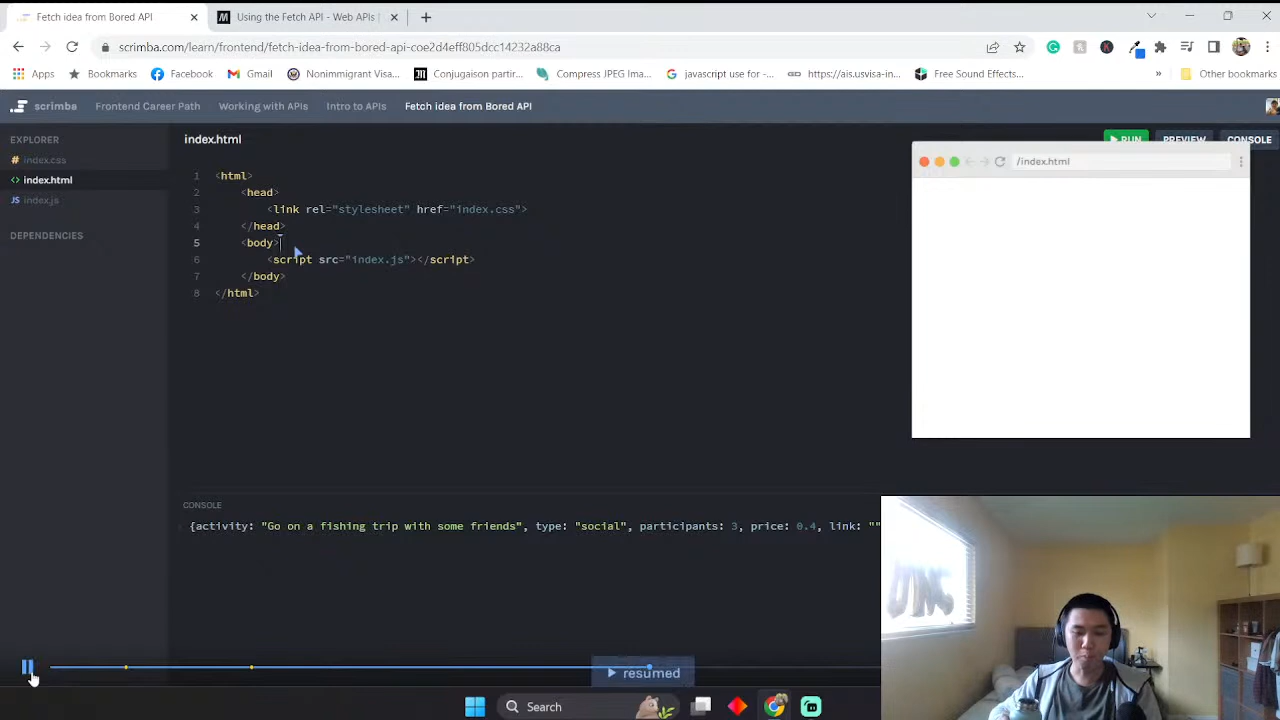 Fetch idea from Bored API
Using the Fetch API - Web APIs |
scrimba.com/learn/frontend/fetch-idea-from-bored-api-coe2d4eff805dcc14232a08ca
Apps Bookmarks Facebook Gmail Nonimmigrant Visa... Conjugaison partir... Compress JPEG Ima... javascript use for -... https://ais.usvisa-in... Free Sound Effects... » Other bookmarks
scrimba Frontend Career Path Working with APIs Intro to APIs Fetch idea from Bored API
EXPLORER
# index.css
<> index.html
JS index.js
DEPENDENCIES
index.html
RUN PREVIEW CONSOLE
1 <html>
2 <head>
3 <link rel="stylesheet" href="index.css">
4 </head>
5 <body>
6 <script src="index.js"></script>
7 </body>
8 </html>
/index.html
CONSOLE
{activity: "Go on a fishing trip with some friends", type: "social", participants: 3, price: 0.4, link: ""
resumed
Search